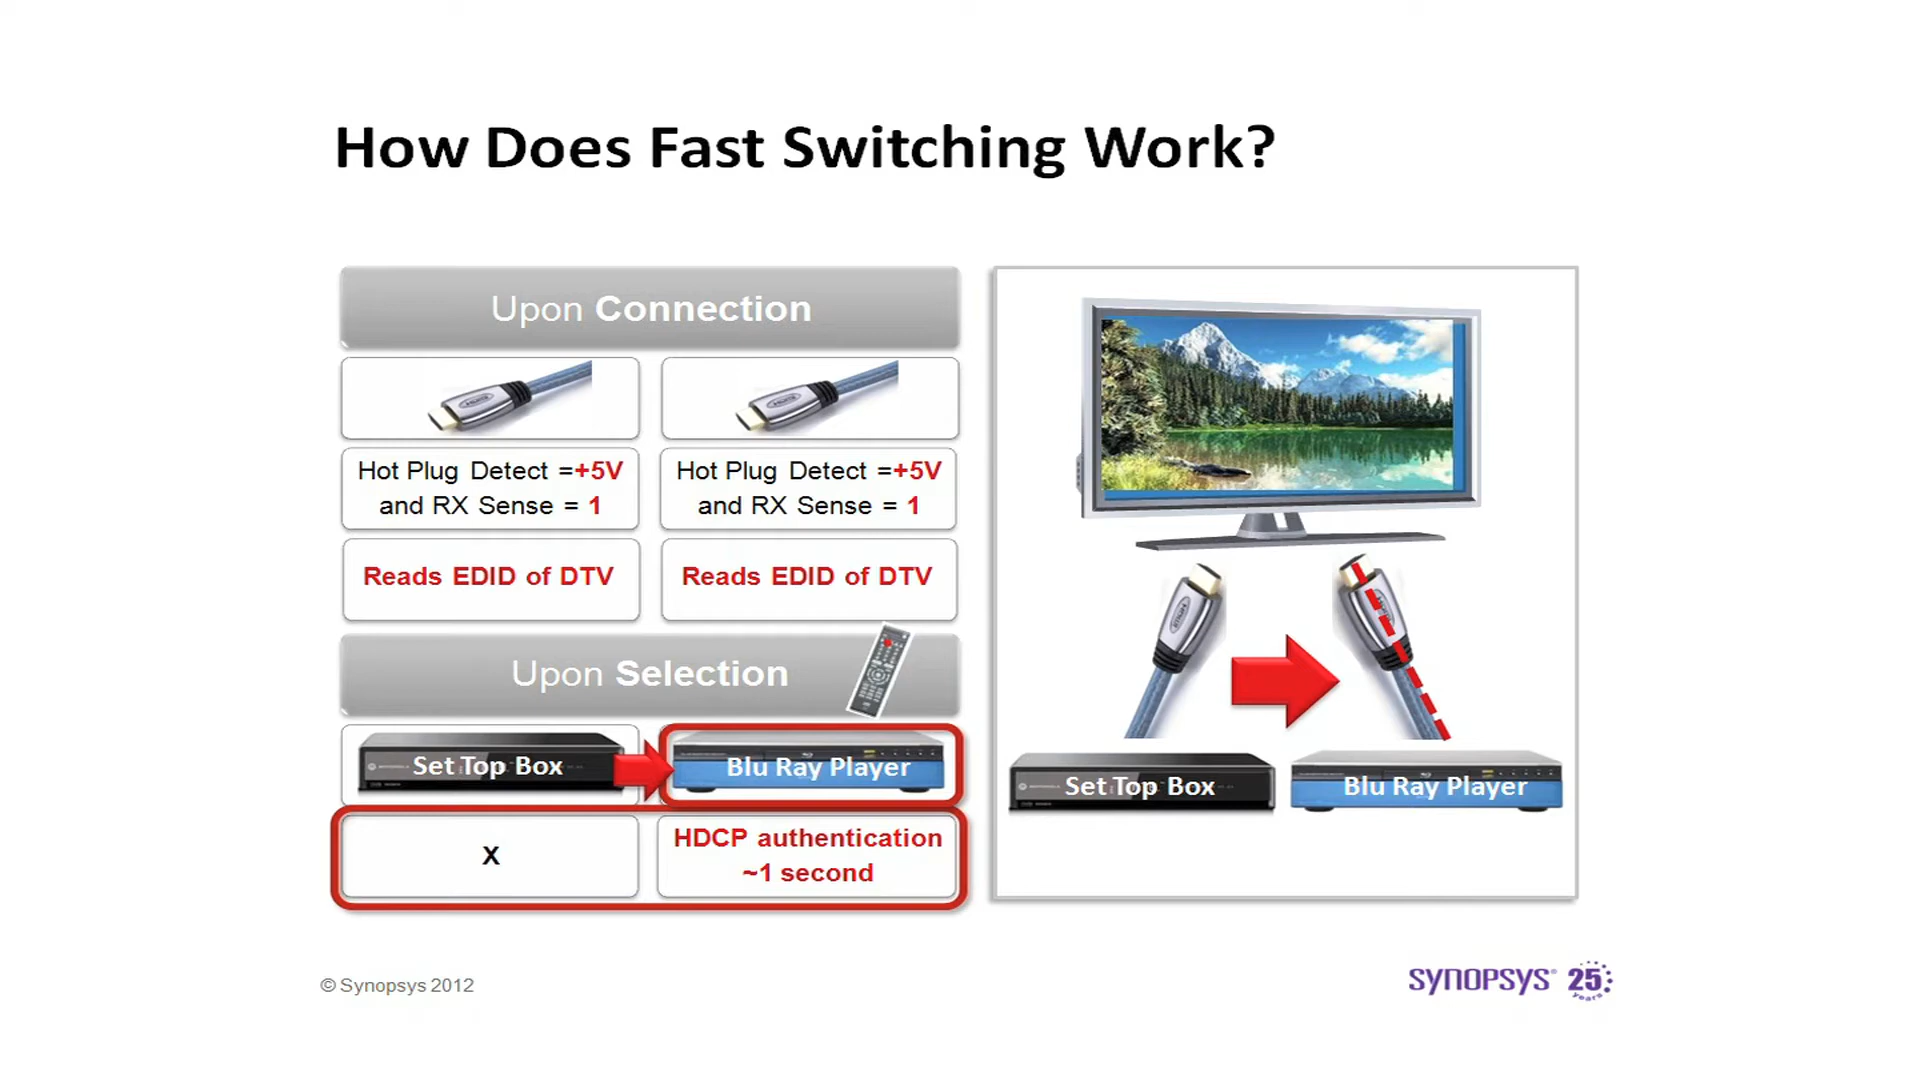 How Does Fast Switching Work?
Upon Connection
Hot Plug Detect =+5V
and RX Sense = 1
Hot Plug Detect =+5V
and RX Sense = 1
Reads EDID of DTV
Reads EDID of DTV
Upon Selection
Set Top Box
Blu Ray Player
X
HDCP authentication
~1 second
Set Top Box
Blu Ray Player
© Synopsys 2012
SYNOPSYS® 25 years